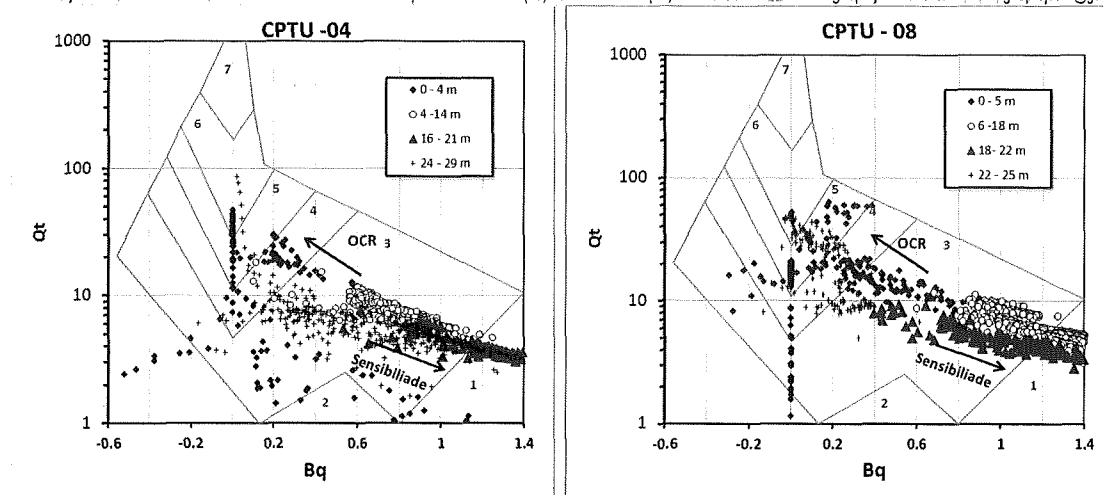 CPTU -04
1000
100
10
1
Qt
-0.6
-0.2
0.2
0.6
1
1.4
Bq
0 - 4 m
4 -14 m
16 - 21 m
24 - 29 m
7
6
5
4
3
2
1
OCR
Sensibiliade
CPTU - 08
1000
100
10
1
Qt
-0.6
-0.2
0.2
0.6
1
1.4
Bq
0 - 5 m
6 -18 m
18- 22 m
22 - 25 m
7
6
5
4
3
2
1
OCR
Sensibiliade